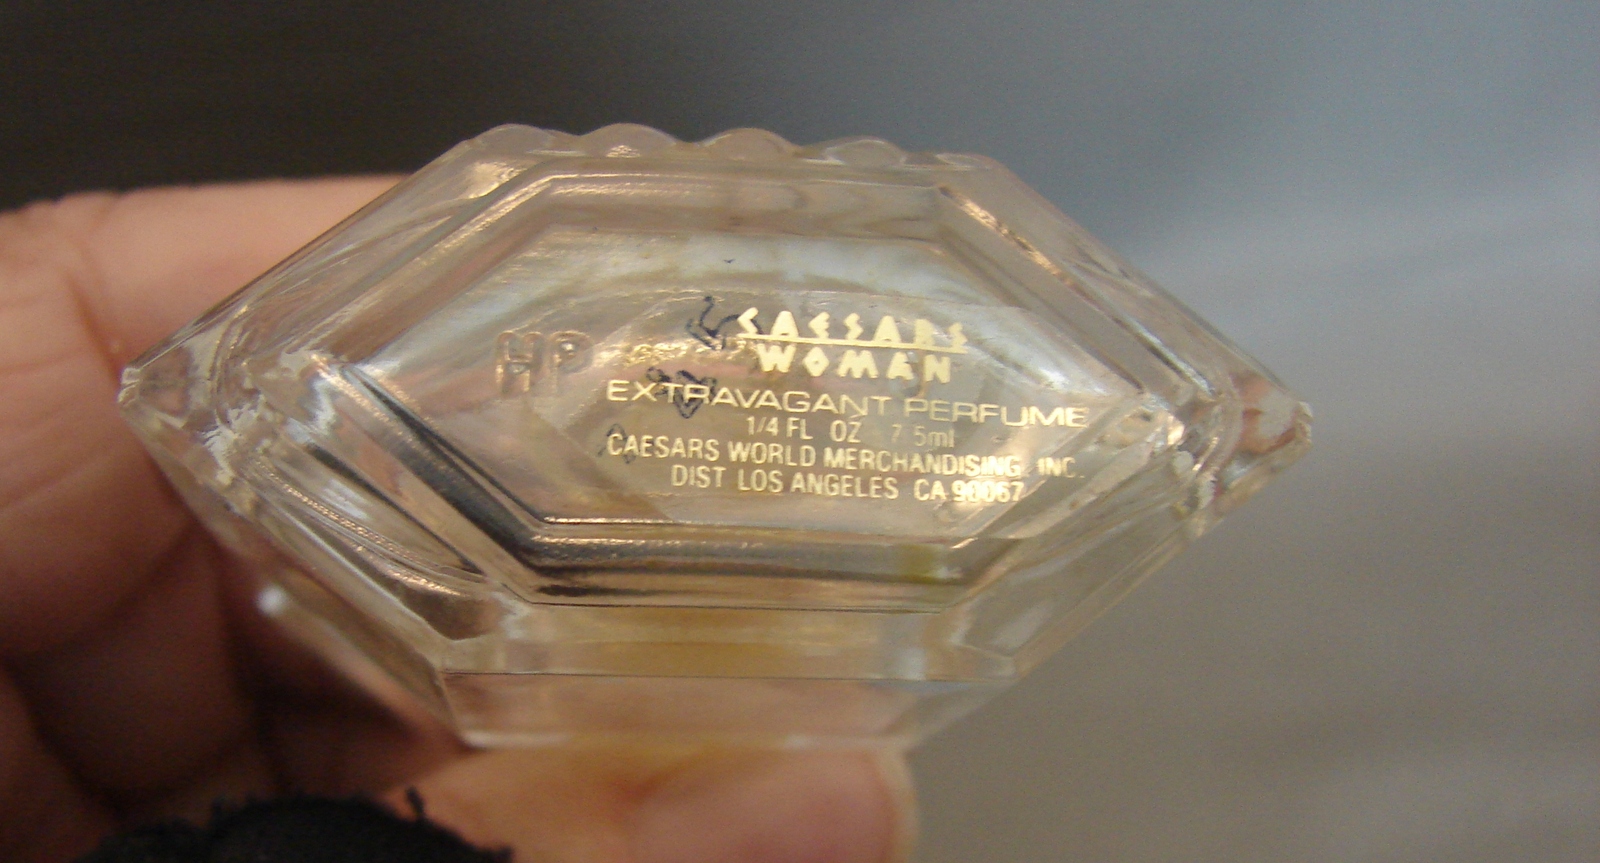 HP
CAESARS
WOMAN
EXTRAVAGANT PERFUME
1/4 FL OZ 7.5ml
CAESARS WORLD MERCHANDISING, INC.
DIST LOS ANGELES CA 90067